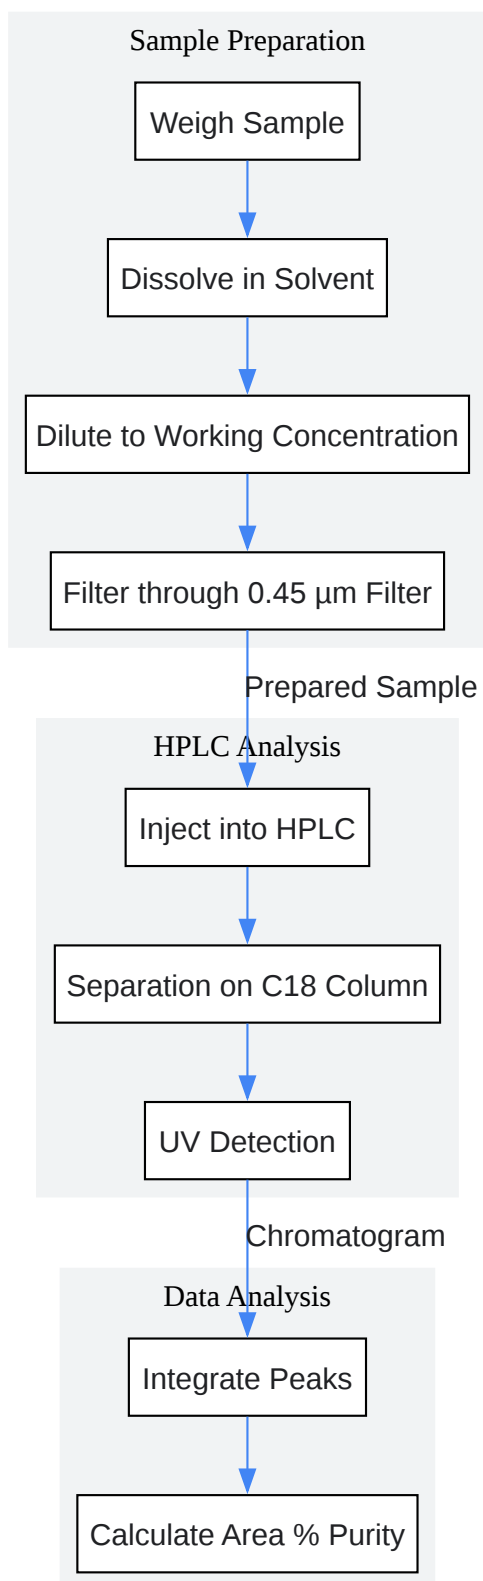 Sample Preparation
Weigh Sample
Dissolve in Solvent
Dilute to Working Concentration
Filter through 0.45 µm Filter
Prepared Sample
HPLC Analysis
Inject into HPLC
Separation on C18 Column
UV Detection
Chromatogram
Data Analysis
Integrate Peaks
Calculate Area % Purity